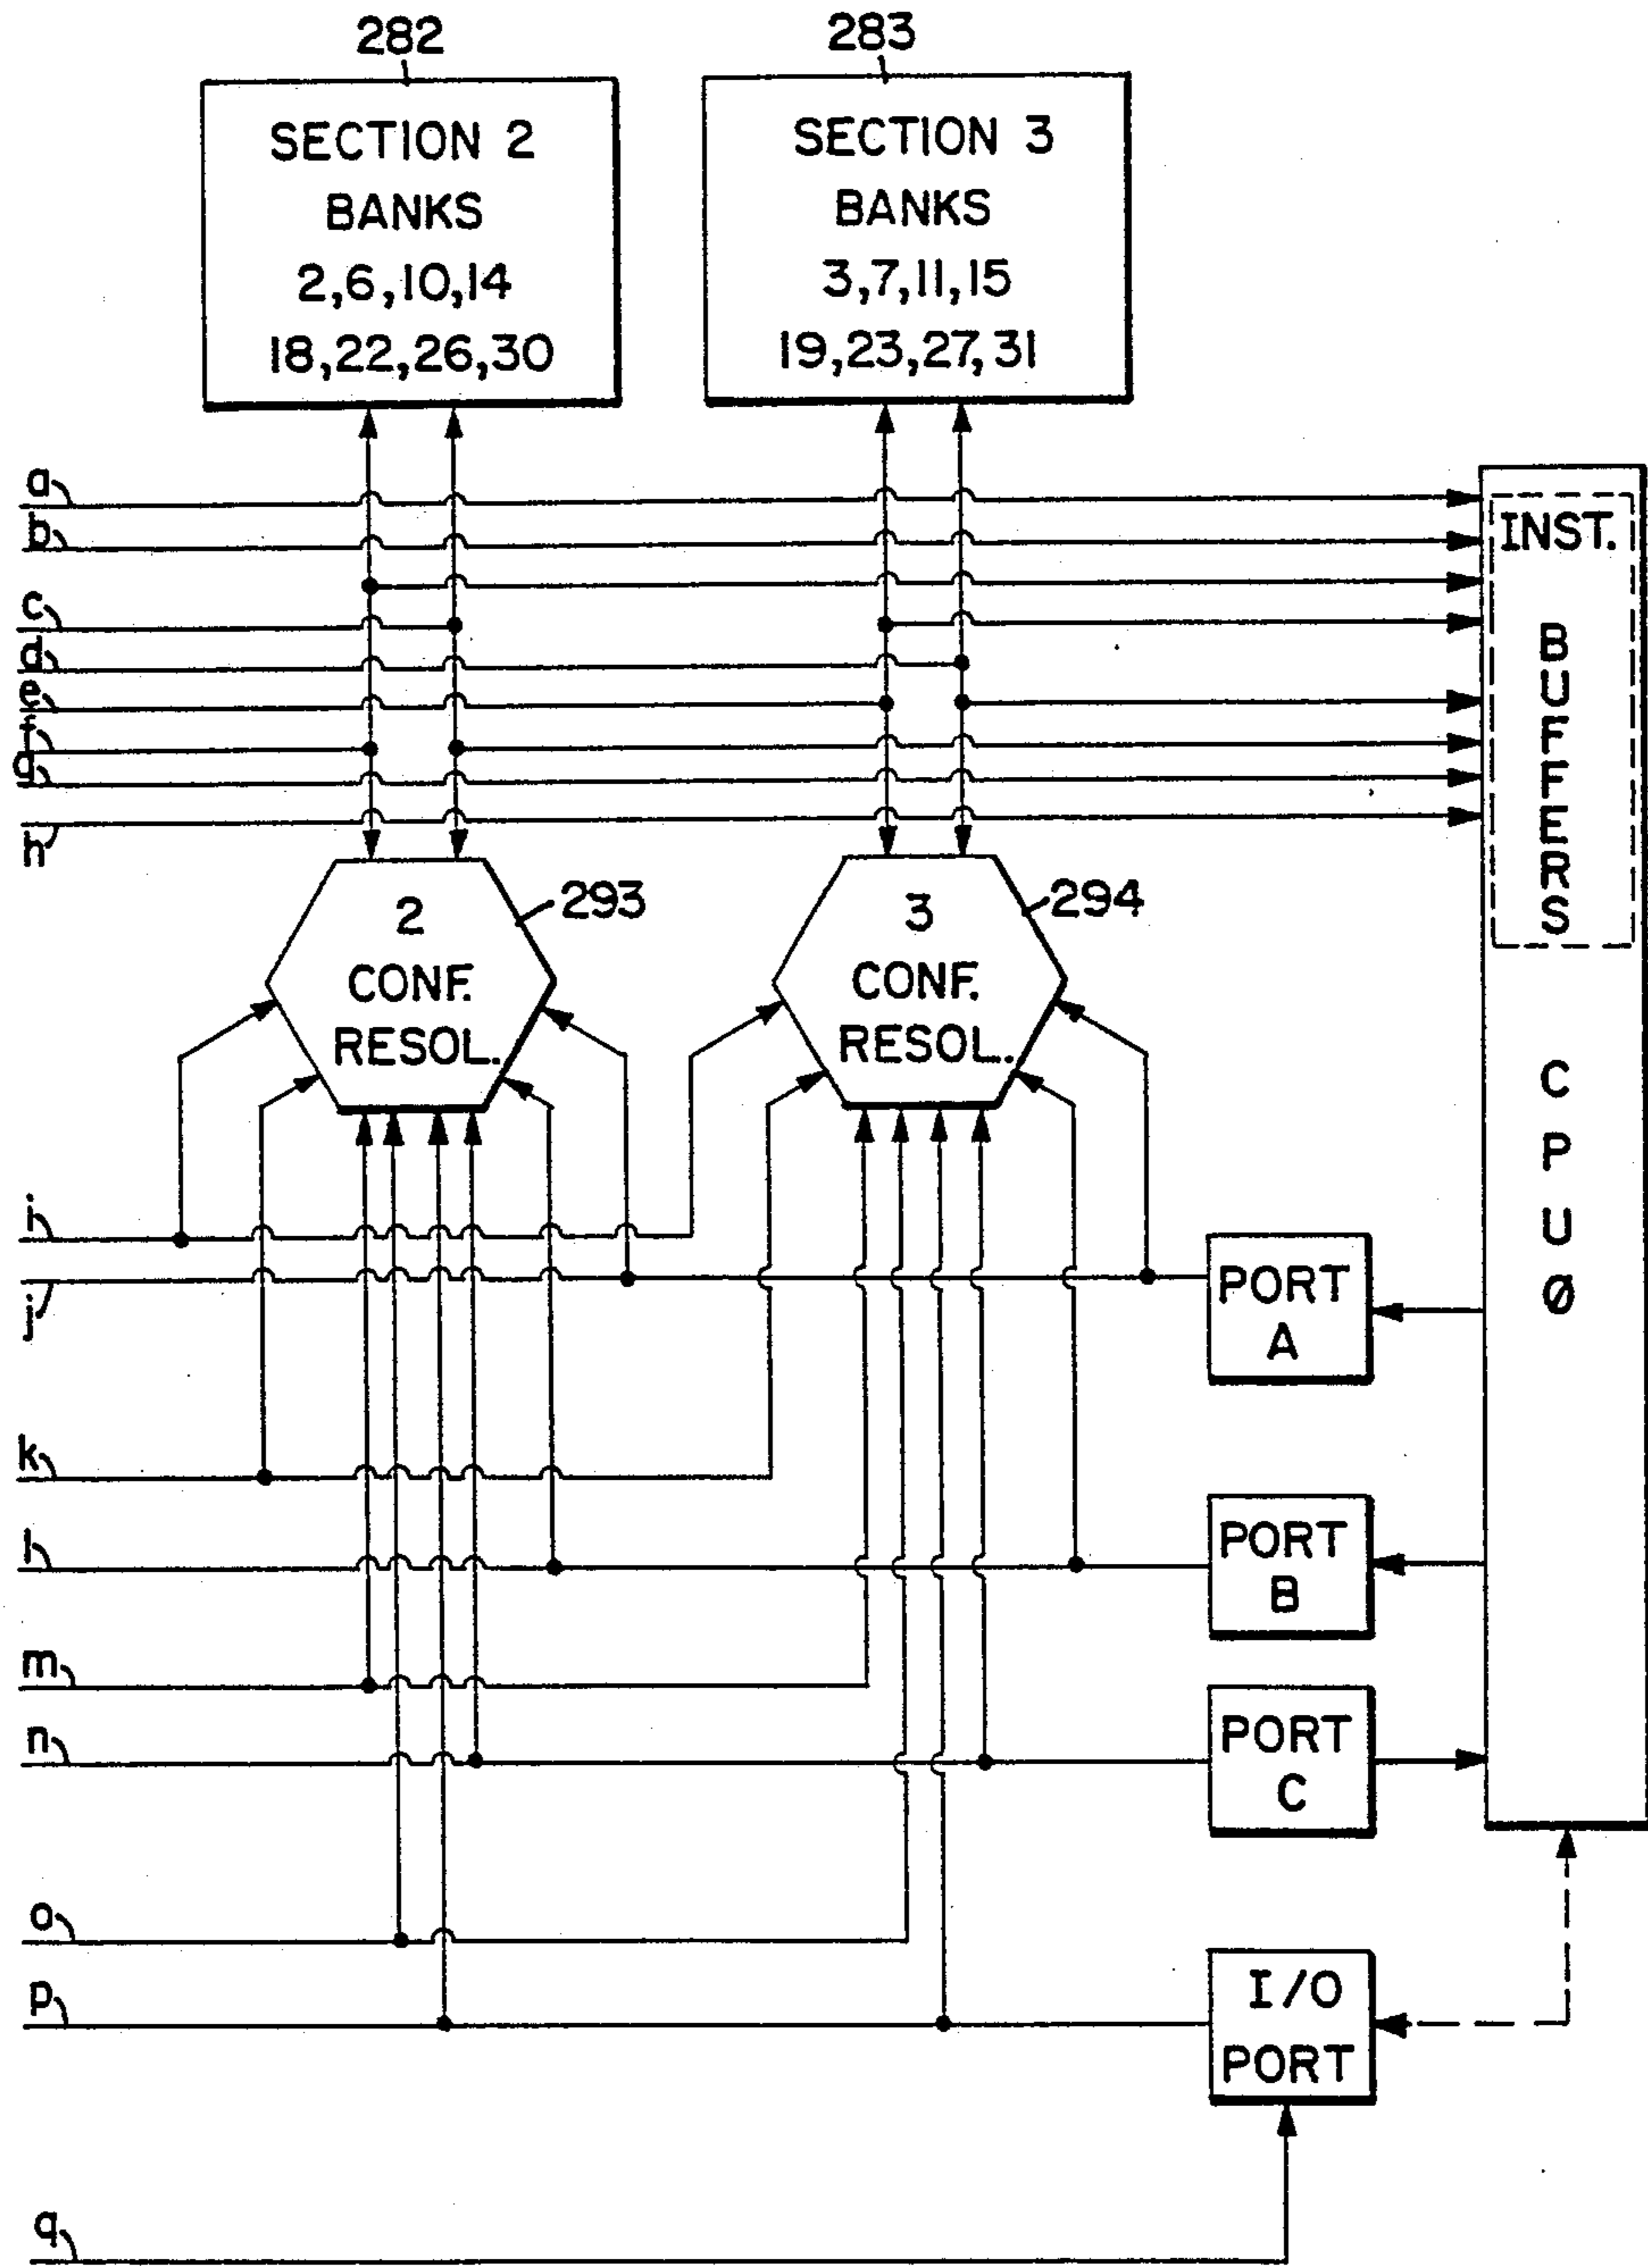 282
283
SECTION 2
BANKS
2,6,10,14
18,22,26,30
SECTION 3
BANKS
3,7,11,15
19,23,27,31
a
b
c
d
e
f
g
h
INST.
BUFFERS
CPU Ø
2
CONF.
RESOL.
293
3
CONF.
RESOL.
294
i
j
PORT
A
k
l
PORT
B
m
n
PORT
C
o
p
I/O
PORT
q